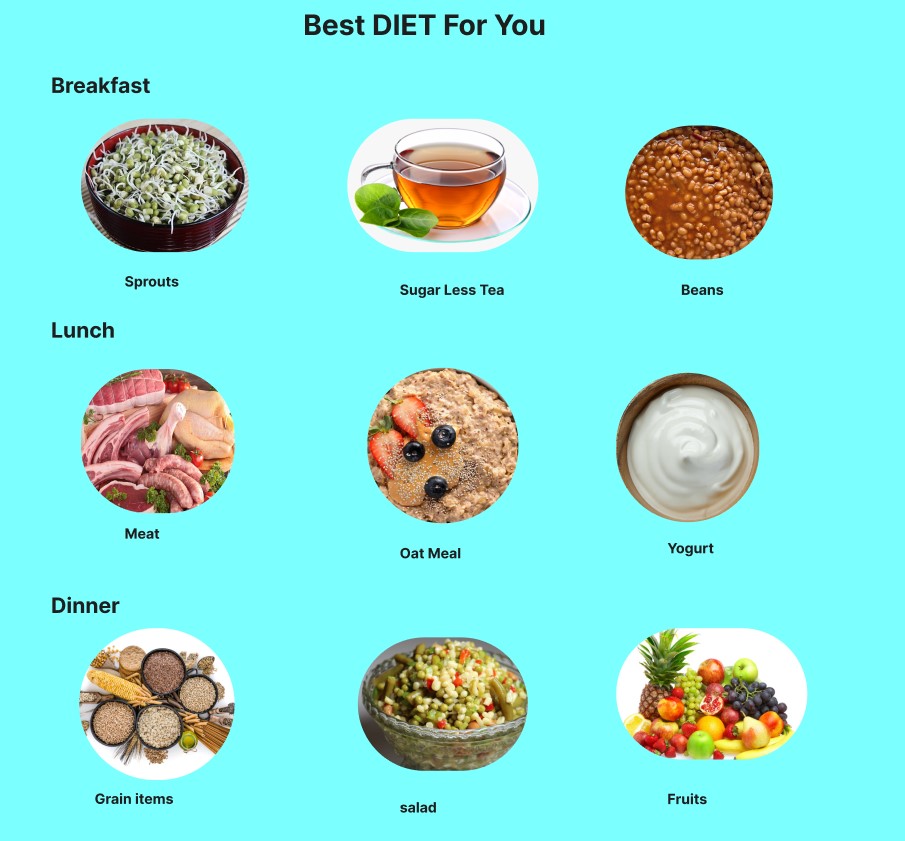 Best DIET For You
Breakfast
Sprouts
Sugar Less Tea
Beans
Lunch
Meat
Oat Meal
Yogurt
Dinner
Grain items
salad
Fruits